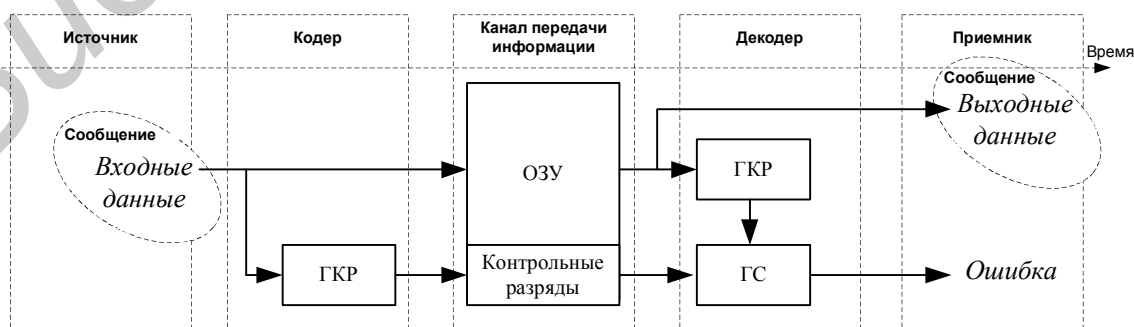 Источник
Кодер
Канал передачи
информации
Декодер
Приемник
Время
Сообщение
Входные
данные
ГКР
ОЗУ
Контрольные
разряды
ГКР
ГС
Сообщение
Выходные
данные
Ошибка